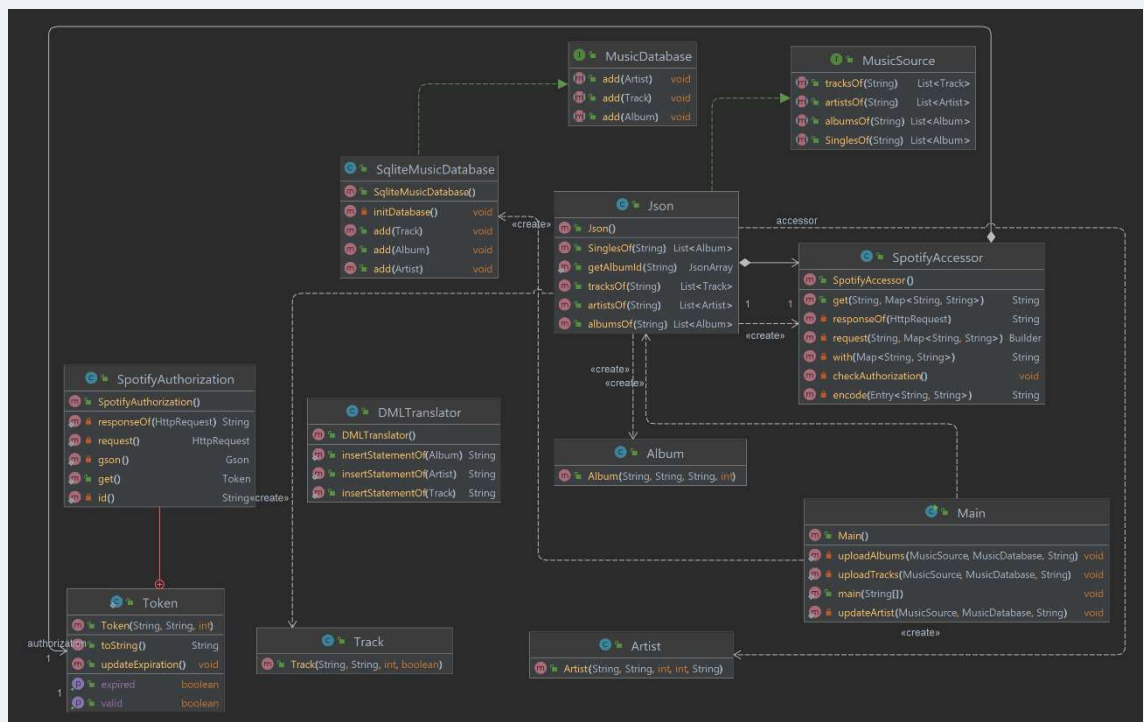 MusicDatabase
add(Artist) void
add(Track) void
add(Album) void
MusicSource
tracksOf(String) List<Track>
artistsOf(String) List<Artist>
albumsOf(String) List<Album>
SinglesOf(String) List<Album>
SqliteMusicDatabase
SqliteMusicDatabase()
initDatabase() void
add(Track) void
add(Album) void
add(Artist) void
«create»
Json
Json()
SinglesOf(String) List<Album>
getAlbumId(String) JsonArray
tracksOf(String) List<Track>
artistsOf(String) List<Artist>
albumsOf(String) List<Album>
accessor
1
1
«create»
SpotifyAccessor
SpotifyAccessor()
get(String, Map<String, String>) String
responseOf(HttpRequest) String
request(String, Map<String, String>) Builder
with(Map<String, String>) String
checkAuthorization() void
encode(Entry<String, String>) String
«create»
«create»
SpotifyAuthorization
SpotifyAuthorization()
responseOf(HttpRequest) String
request() HttpRequest
gson() Gson
get() Token
id() String
«create»
DMLTranslator
DMLTranslator()
insertStatementOf(Album) String
insertStatementOf(Artist) String
insertStatementOf(Track) String
Album
Album(String, String, String, int)
Main
Main()
uploadAlbums(MusicSource, MusicDatabase, String) void
uploadTracks(MusicSource, MusicDatabase, String) void
main(String[]) void
updateArtist(MusicSource, MusicDatabase, String) void
«create»
Token
Token(String, String, int)
toString() String
updateExpiration() void
expired boolean
valid boolean
authorization
1
1
Track
Track(String, String, int, boolean)
Artist
Artist(String, String, int, int, String)